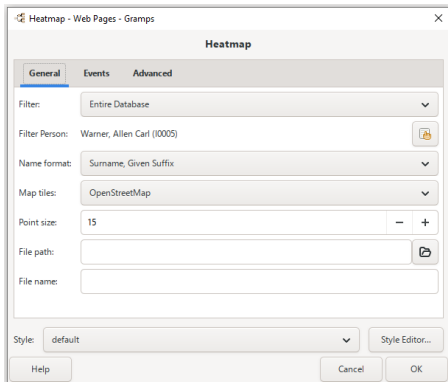 Heatmap - Web Pages - Gramps
Heatmap
General Events Advanced
Filter: Entire Database
Filter Person: Warner, Allen Carl (I0005)
Name format: Surname, Given Suffix
Map tiles: OpenStreetMap
Point size: 15
File path:
File name:
Style: default Style Editor...
Help Cancel OK